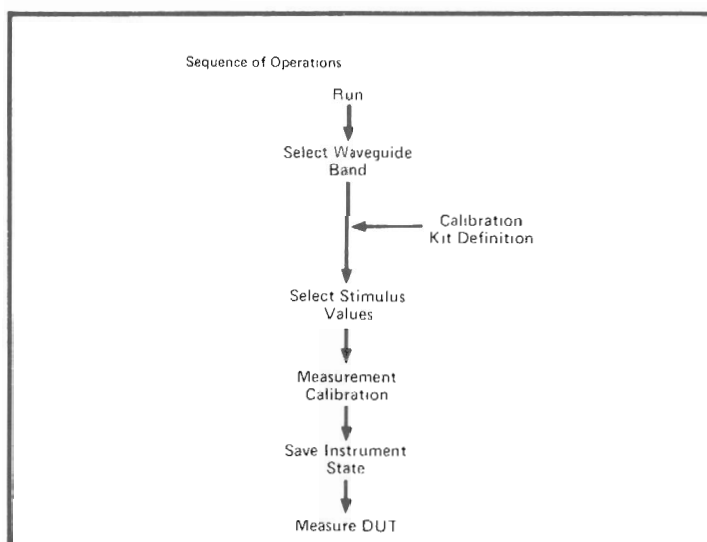 Sequence of Operations
Run
Select Waveguide
Band
Calibration
Kit Definition
Select Stimulus
Values
Measurement
Calibration
Save Instrument
State
Measure DUT